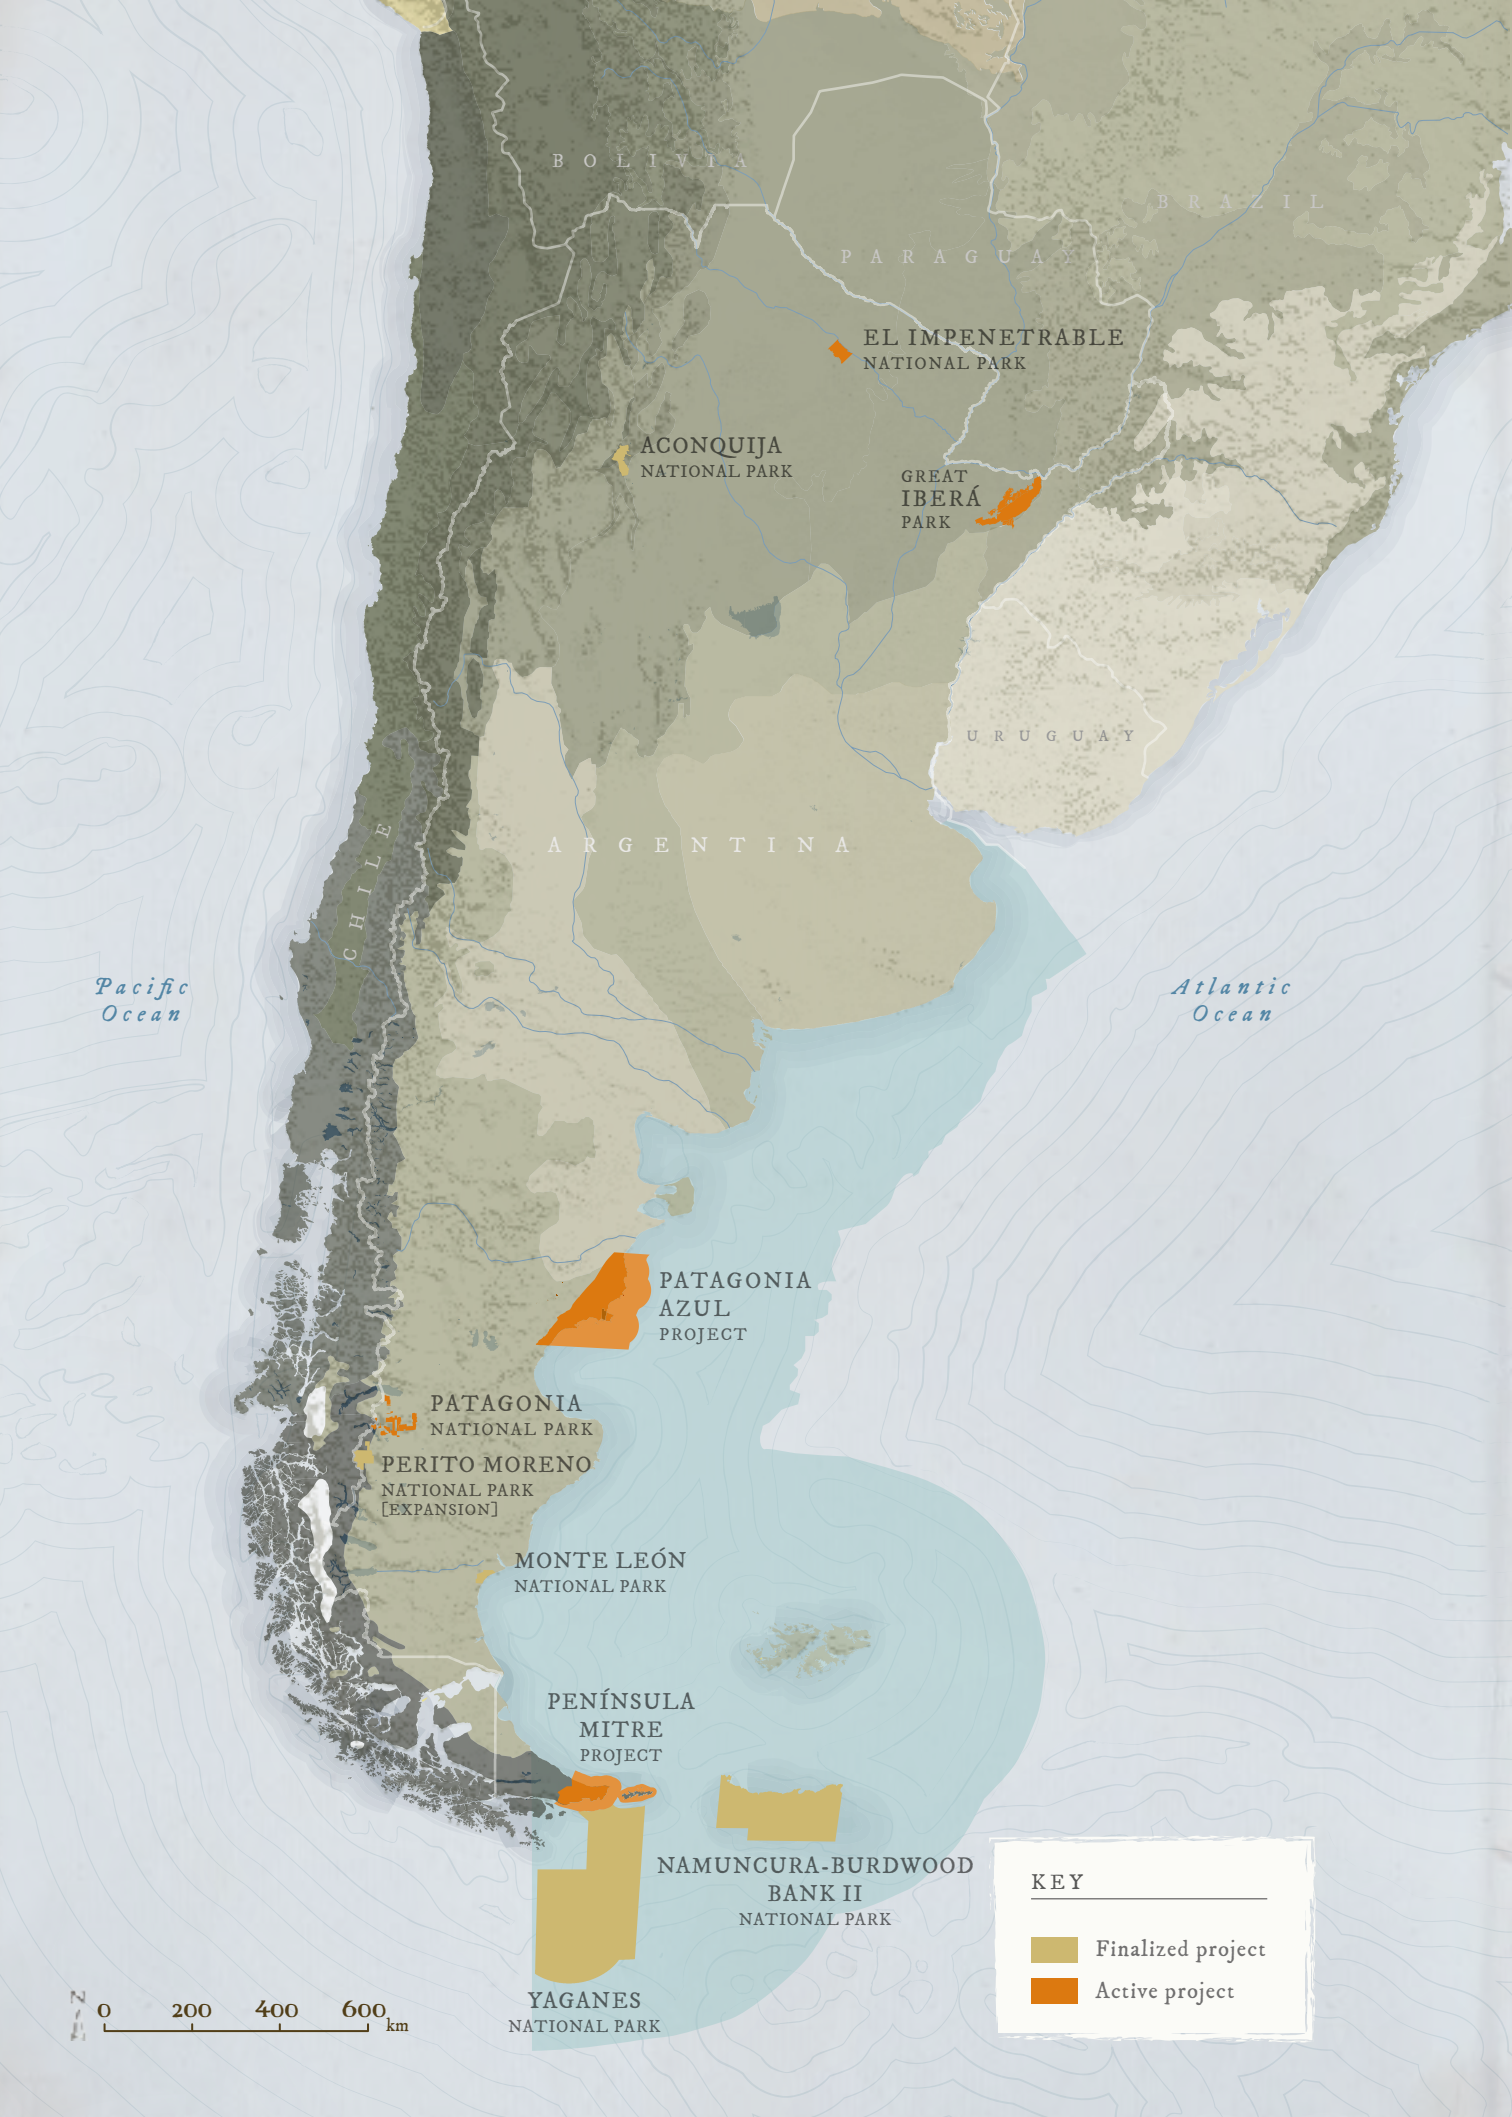 BOLIVIA
BRAZIL
PARAGUAY
EL IMPENETRABLE
NATIONAL PARK
ACONQUIJA
NATIONAL PARK
GREAT
IBERÁ
PARK
URUGUAY
ARGENTINA
CHILE
Pacific
Ocean
Atlantic
Ocean
PATAGONIA
AZUL
PROJECT
PATAGONIA
NATIONAL PARK
PERITO MORENO
NATIONAL PARK
[EXPANSION]
MONTE LEÓN
NATIONAL PARK
PENÍNSULA
MITRE
PROJECT
NAMUNCURA-BURDWOOD
BANK II
NATIONAL PARK
YAGANES
NATIONAL PARK
KEY
Finalized project
Active project
N
0 200 400 600 km